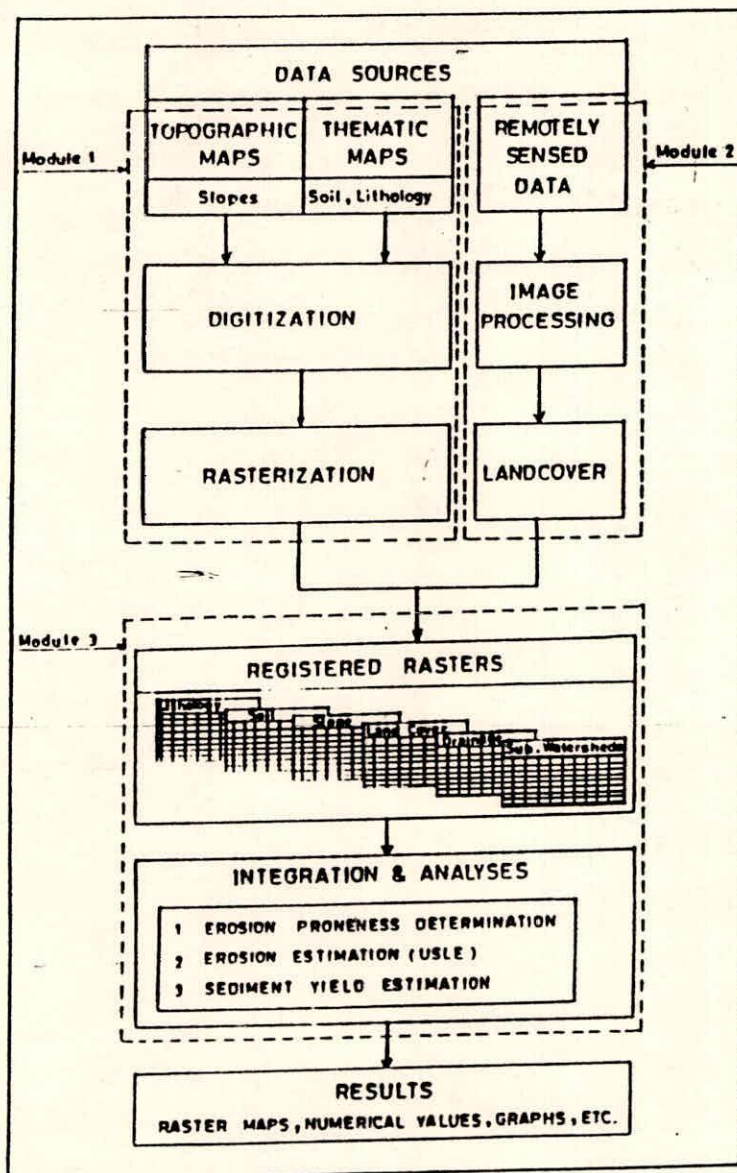 DATA SOURCES
TOPOGRAPHIC MAPS
THEMATIC MAPS
REMOTELY SENSED DATA
Module 1
Module 2
Slopes
Soil, Lithology
DIGITIZATION
IMAGE PROCESSING
RASTERIZATION
LANDCOVER
Module 3
REGISTERED RASTERS
Lithology
Soil
Slope
Land Cover
Drainage
Sub. Watersheds
INTEGRATION & ANALYSES
1 EROSION PRONENESS DETERMINATION
2 EROSION ESTIMATION (USLE)
3 SEDIMENT YIELD ESTIMATION
RESULTS
RASTER MAPS, NUMERICAL VALUES, GRAPHS, ETC.